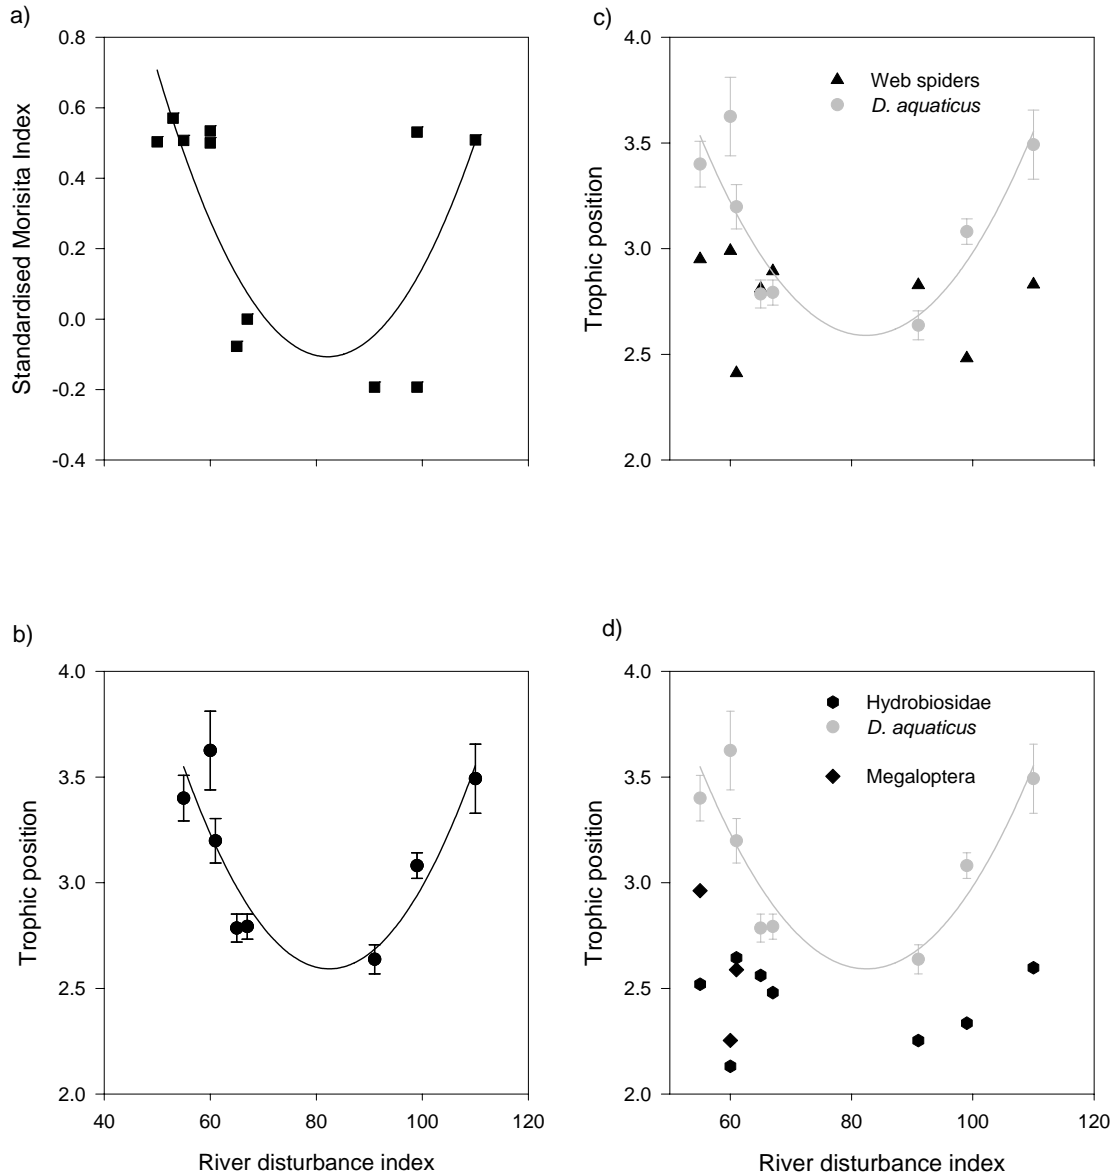 a)
0.8
0.6
0.4
0.2
0.0
-0.2
-0.4
Standardised Morisita Index
c)
4.0
3.5
3.0
2.5
2.0
Trophic position
Web spiders
D. aquaticus
b)
4.0
3.5
3.0
2.5
2.0
Trophic position
40
60
80
100
120
River disturbance index
d)
4.0
3.5
3.0
2.5
2.0
Trophic position
Hydrobiosidae
D. aquaticus
Megaloptera
60
80
100
120
River disturbance index